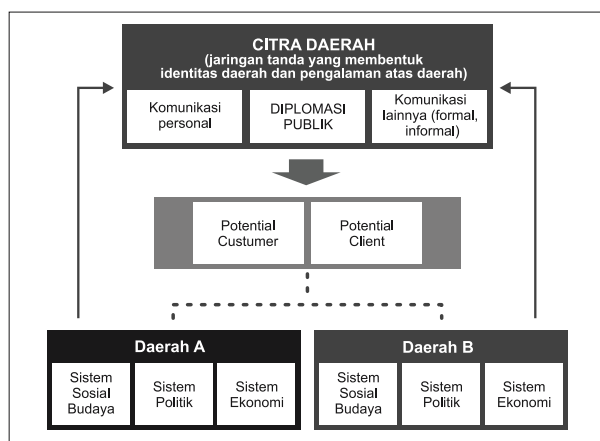 CITRA DAERAH
(jaringan tanda yang membentuk
identitas daerah dan pengalaman atas daerah)
Komunikasi
personal
DIPLOMASI
PUBLIK
Komunikasi
lainnya (formal,
informal)
Potential
Custumer
Potential
Client
Daerah A
Sistem
Sosial
Budaya
Sistem
Politik
Sistem
Ekonomi
Daerah B
Sistem
Sosial
Budaya
Sistem
Politik
Sistem
Ekonomi